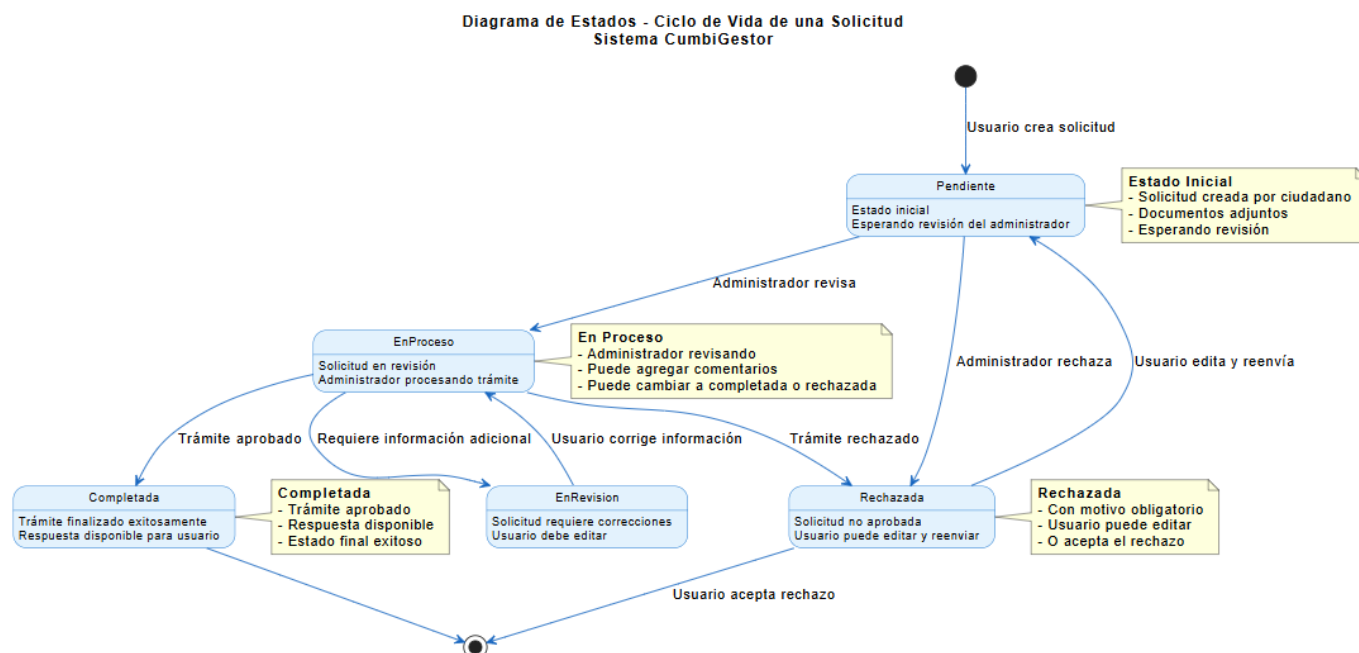 Diagrama de Estados - Ciclo de Vida de una Solicitud
Sistema CumbiGestor
Usuario crea solicitud
Pendiente
Estado inicial
Esperando revisión del administrador
Estado Inicial
- Solicitud creada por ciudadano
- Documentos adjuntos
- Esperando revisión
Administrador revisa
EnProceso
Solicitud en revisión
Administrador procesando trámite
En Proceso
- Administrador revisando
- Puede agregar comentarios
- Puede cambiar a completada o rechazada
Administrador rechaza
Usuario edita y reenvía
Trámite aprobado
Requiere información adicional
Usuario corrige información
Trámite rechazado
Completada
Trámite finalizado exitosamente
Respuesta disponible para usuario
Completada
- Trámite aprobado
- Respuesta disponible
- Estado final exitoso
EnRevision
Solicitud requiere correcciones
Usuario debe editar
Rechazada
Solicitud no aprobada
Usuario puede editar y reenviar
Rechazada
- Con motivo obligatorio
- Usuario puede editar
- O acepta el rechazo
Usuario acepta rechazo